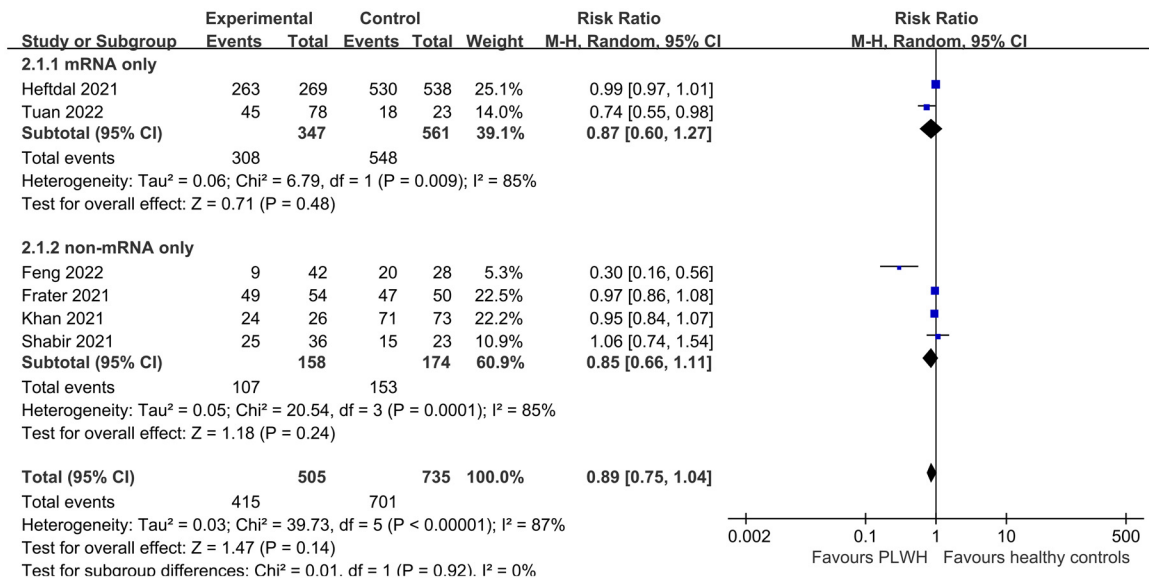 Experimental Control Risk Ratio Risk Ratio
Study or Subgroup Events Total Events Total Weight M-H, Random, 95% CI M-H, Random, 95% CI
2.1.1 mRNA only
Heftdal 2021 263 269 530 538 25.1% 0.99 [0.97, 1.01]
Tuan 2022 45 78 18 23 14.0% 0.74 [0.55, 0.98]
Subtotal (95% CI) 347 561 39.1% 0.87 [0.60, 1.27]
Total events 308 548
Heterogeneity: Tau² = 0.06; Chi² = 6.79, df = 1 (P = 0.009); I² = 85%
Test for overall effect: Z = 0.71 (P = 0.48)
2.1.2 non-mRNA only
Feng 2022 9 42 20 28 5.3% 0.30 [0.16, 0.56]
Frater 2021 49 54 47 50 22.5% 0.97 [0.86, 1.08]
Khan 2021 24 26 71 73 22.2% 0.95 [0.84, 1.07]
Shabir 2021 25 36 15 23 10.9% 1.06 [0.74, 1.54]
Subtotal (95% CI) 158 174 60.9% 0.85 [0.66, 1.11]
Total events 107 153
Heterogeneity: Tau² = 0.05; Chi² = 20.54, df = 3 (P = 0.0001); I² = 85%
Test for overall effect: Z = 1.18 (P = 0.24)
Total (95% CI) 505 735 100.0% 0.89 [0.75, 1.04]
Total events 415 701
Heterogeneity: Tau² = 0.03; Chi² = 39.73, df = 5 (P < 0.00001); I² = 87%
Test for overall effect: Z = 1.47 (P = 0.14)
Test for subgroup differences: Chi² = 0.01, df = 1 (P = 0.92), I² = 0%
0.002 0.1 1 10 500
Favours PLWH Favours healthy controls